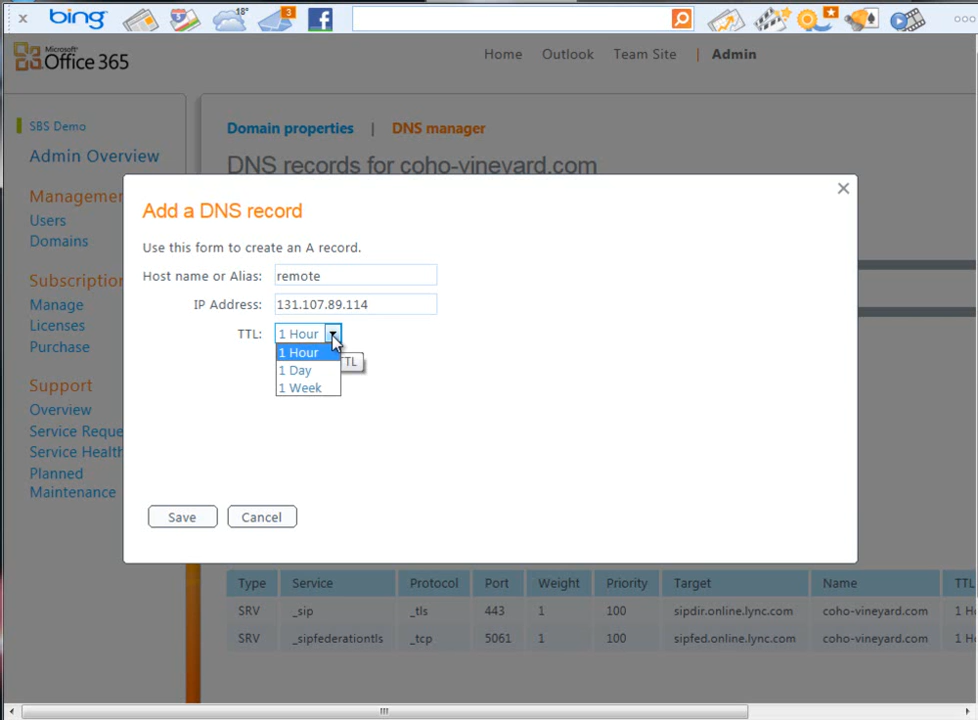 bing
18°
3
Microsoft®
Office 365
Home Outlook Team Site | Admin
SBS Demo
Admin Overview
Managemen
Users
Domains
Subscription
Manage
Licenses
Purchase
Support
Overview
Service Reque
Service Health
Planned
Maintenance
Domain properties | DNS manager
DNS records for coho-vineyard.com
Add a DNS record
Use this form to create an A record.
Host name or Alias: remote
IP Address: 131.107.89.114
TTL: 1 Hour
1 Hour
1 Day
1 Week
TTL
Save Cancel
Type Service Protocol Port Weight Priority Target Name TTL
SRV _sip _tls 443 1 100 sipdir.online.lync.com coho-vineyard.com 1 H
SRV _sipfederationtls _tcp 5061 1 100 sipfed.online.lync.com coho-vineyard.com 1 H